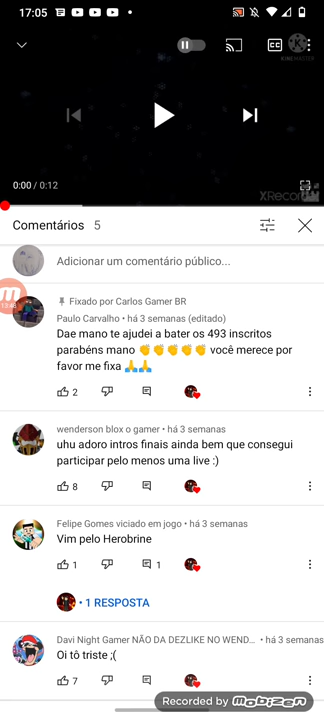 17:05
CC
KINEMASTER
0:00 / 0:12
XRecorder
Comentários 5
Adicionar um comentário público...
13:48
Fixado por Carlos Gamer BR
Paulo Carvalho • há 3 semanas (editado)
Dae mano te ajudei a bater os 493 inscritos
parabéns mano 👏👏👏👏👏 você merece por
favor me fixa 🙏🙏
2
wenderson blox o gamer • há 3 semanas
uhu adoro intros finais ainda bem que consegui
participar pelo menos uma live :)
8
Felipe Gomes viciado em jogo • há 3 semanas
Vim pelo Herobrine
1 1
• 1 RESPOSTA
Davi Night Gamer NÃO DA DEZLIKE NO WEND... • há 3 semanas
Oi tô triste ;(
7
Recorded by Mobizen